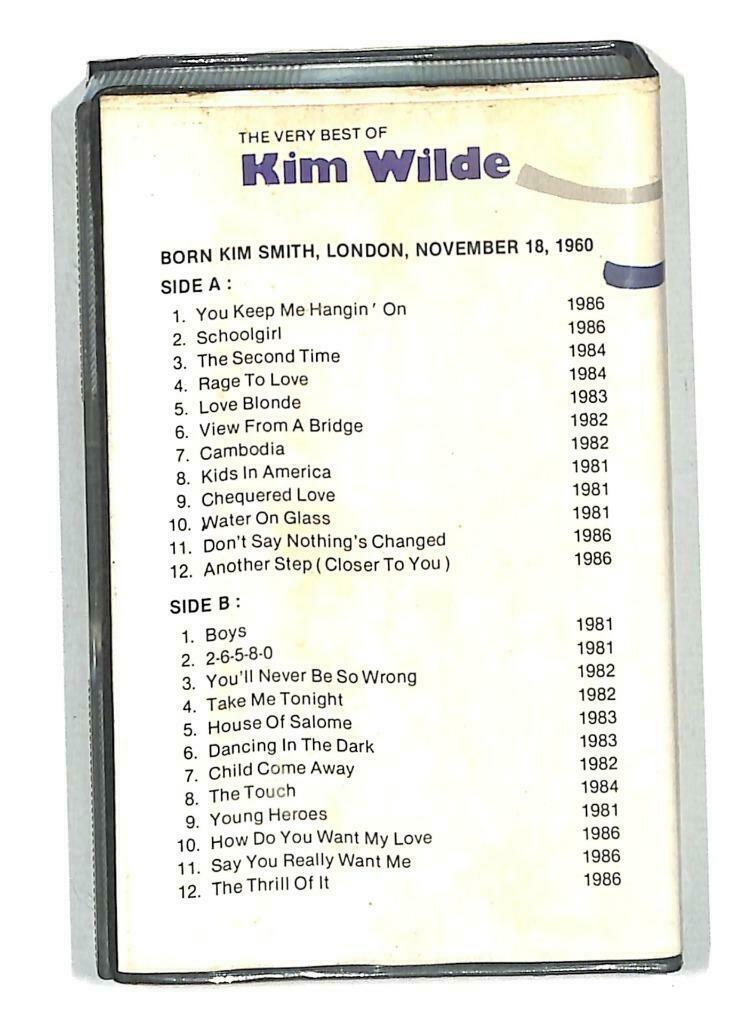 THE VERY BEST OF
Kim Wilde
BORN KIM SMITH, LONDON, NOVEMBER 18, 1960
SIDE A :
1. You Keep Me Hangin' On 1986
2. Schoolgirl 1986
3. The Second Time 1984
4. Rage To Love 1984
5. Love Blonde 1983
6. View From A Bridge 1982
7. Cambodia 1982
8. Kids In America 1981
9. Chequered Love 1981
10. Water On Glass 1981
11. Don't Say Nothing's Changed 1986
12. Another Step ( Closer To You ) 1986
SIDE B :
1. Boys 1981
2. 2-6-5-8-0 1981
3. You'll Never Be So Wrong 1982
4. Take Me Tonight 1982
5. House Of Salome 1983
6. Dancing In The Dark 1983
7. Child Come Away 1982
8. The Touch 1984
9. Young Heroes 1981
10. How Do You Want My Love 1986
11. Say You Really Want Me 1986
12. The Thrill Of It 1986